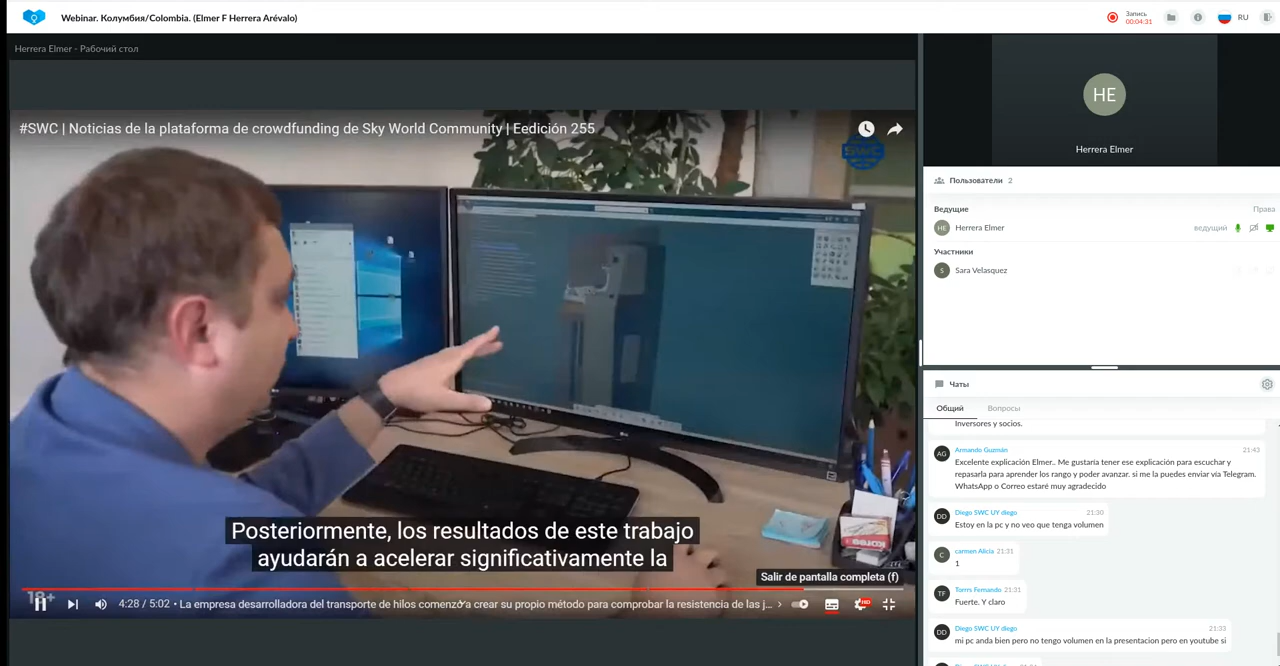 Webinar. Колумбия/Colombia. (Elmer F Herrera Arévalo)
Запись
00:04:31
RU
Herrera Elmer - Рабочий стол
#SWC | Noticias de la plataforma de crowdfunding de Sky World Community | Eedición 255
SWC
Posteriormente, los resultados de este trabajo
ayudarán a acelerar significativamente la
Salir de pantalla completa (f)
18+
4:28 / 5:02 • La empresa desarrolladora del transporte de hilos comenzó a crear su propio método para comprobar la resistencia de las j...
HD
HE
Herrera Elmer
Пользователи 2
Ведущие
Права
HE
Herrera Elmer
ведущий
Участники
S
Sara Velasquez
Чаты
Общий
Вопросы
Inversores y socios.
AG
Armando Guzmán
21:43
Excelente explicación Elmer.. Me gustaría tener ese explicación para escuchar y
repasarla para aprender los rango y poder avanzar. si me la puedes enviar vía Telegram.
WhatsApp o Correo estaré muy agradecido
DD
Diego SWC UY diego
21:30
Estoy en la pc y no veo que tenga volumen
C
carmen Alicia 21:31
1
TF
Torrrs Fernando 21:31
Fuerte. Y claro
DD
Diego SWC UY diego
21:33
mi pc anda bien pero no tengo volumen en la presentacion pero en youtube si